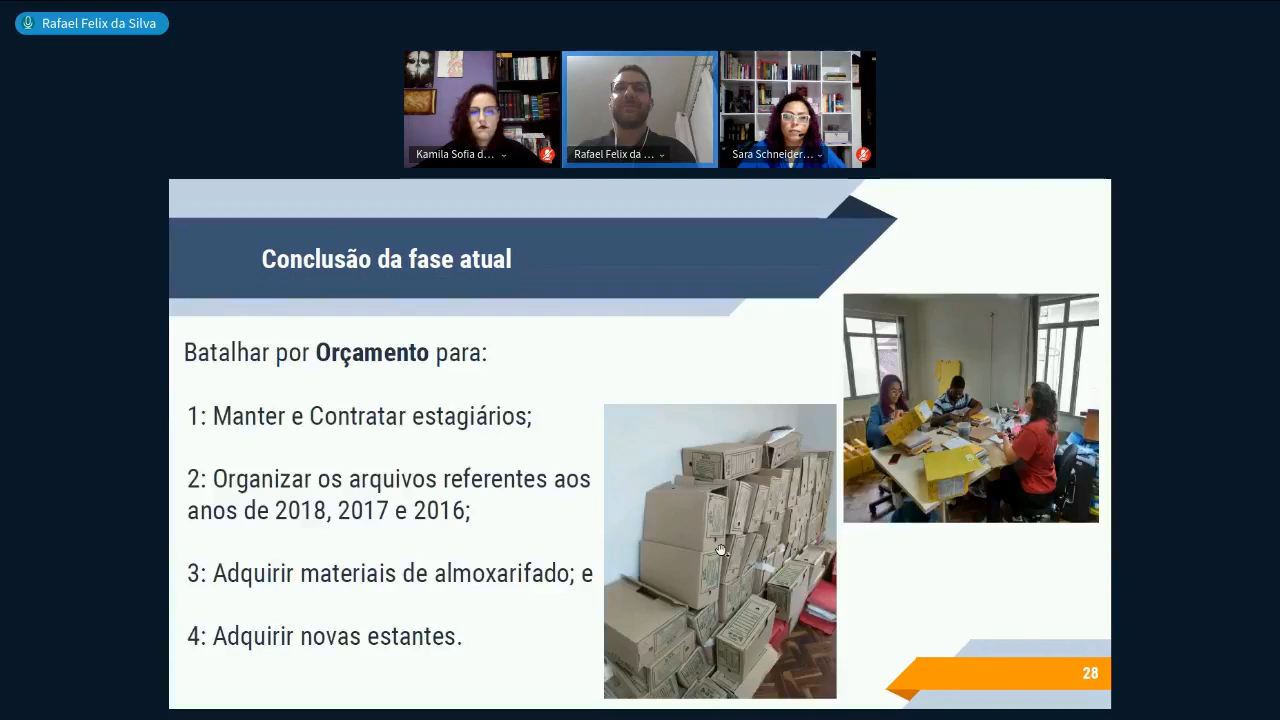 Rafael Felix da Silva
Kamila Sofia d...
Rafael Felix da ...
Sara Schneider...
Conclusão da fase atual
Batalhar por Orçamento para:
1: Manter e Contratar estagiários;
2: Organizar os arquivos referentes aos
anos de 2018, 2017 e 2016;
3: Adquirir materiais de almoxarifado; e
4: Adquirir novas estantes.
28